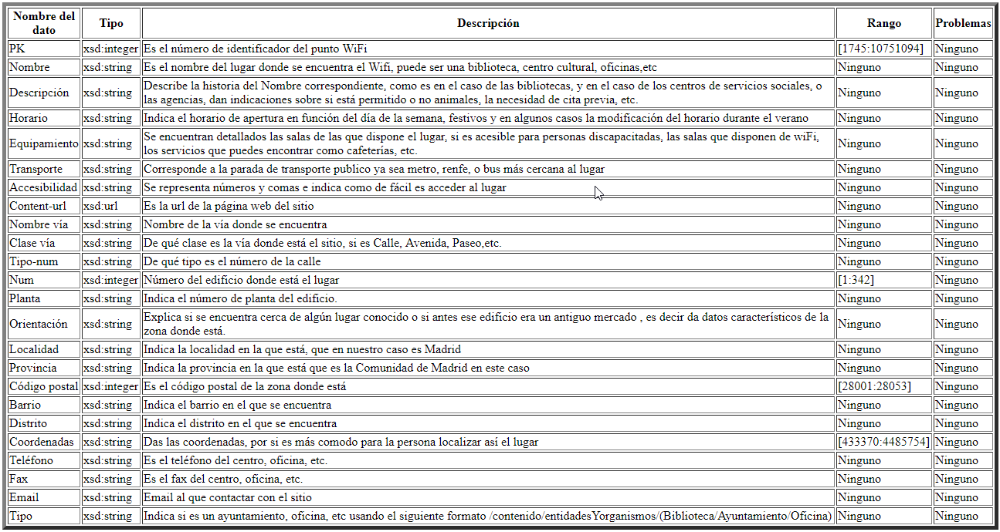 Nombre del dato Tipo Descripción Rango Problemas
PK xsd:integer Es el número de identificador del punto WiFi [1745:10751094] Ninguno
Nombre xsd:string Es el nombre del lugar donde se encuentra el Wifi, puede ser una biblioteca, centro cultural, oficinas,etc Ninguno Ninguno
Descripción xsd:string Describe la historia del Nombre correspondiente, como es en el caso de las bibliotecas, y en el caso de los centros de servicios sociales, o
las agencias, dan indicaciones sobre si está permitido o no animales, la necesidad de cita previa, etc. Ninguno Ninguno
Horario xsd:string Indica el horario de apertura en función del día de la semana, festivos y en algunos casos la modificación del horario durante el verano Ninguno Ninguno
Equipamiento xsd:string Se encuentran detallados las salas de las que dispone el lugar, si es acesible para personas discapacitadas, las salas que disponen de wiFi,
los servicios que puedes encontrar como cafeterías, etc. Ninguno Ninguno
Transporte xsd:string Corresponde a la parada de transporte publico ya sea metro, renfe, o bus más cercana al lugar Ninguno Ninguno
Accesibilidad xsd:string Se representa números y comas e indica como de fácil es acceder al lugar Ninguno Ninguno
Content-url xsd:url Es la url de la página web del sitio Ninguno Ninguno
Nombre vía xsd:string Nombre de la vía donde se encuentra Ninguno Ninguno
Clase vía xsd:string De qué clase es la vía donde está el sitio, si es Calle, Avenida, Paseo,etc. Ninguno Ninguno
Tipo-num xsd:string De qué tipo es el número de la calle Ninguno Ninguno
Num xsd:integer Número del edificio donde está el lugar [1:342] Ninguno
Planta xsd:string Indica el número de planta del edificio. Ninguno Ninguno
Orientación xsd:string Explica si se encuentra cerca de algún lugar conocido o si antes ese edificio era un antiguo mercado , es decir da datos característicos de la
zona donde está. Ninguno Ninguno
Localidad xsd:string Indica la localidad en la que está, que en nuestro caso es Madrid Ninguno Ninguno
Provincia xsd:string Indica la provincia en la que está que es la Comunidad de Madrid en este caso Ninguno Ninguno
Código postal xsd:integer Es el código postal de la zona donde está [28001:28053] Ninguno
Barrio xsd:string Indica el barrio en el que se encuentra Ninguno Ninguno
Distrito xsd:string Indica el distrito en el que se encuentra Ninguno Ninguno
Coordenadas xsd:string Das las coordenadas, por si es más comodo para la persona localizar así el lugar [433370:4485754] Ninguno
Teléfono xsd:string Es el teléfono del centro, oficina, etc. Ninguno Ninguno
Fax xsd:string Es el fax del centro, oficina, etc. Ninguno Ninguno
Email xsd:string Email al que contactar con el sitio Ninguno Ninguno
Tipo xsd:string Indica si es un ayuntamiento, oficina, etc usando el siguiente formato /contenido/entidadesYorganismos/(Biblioteca/Ayuntamiento/Oficina) Ninguno Ninguno